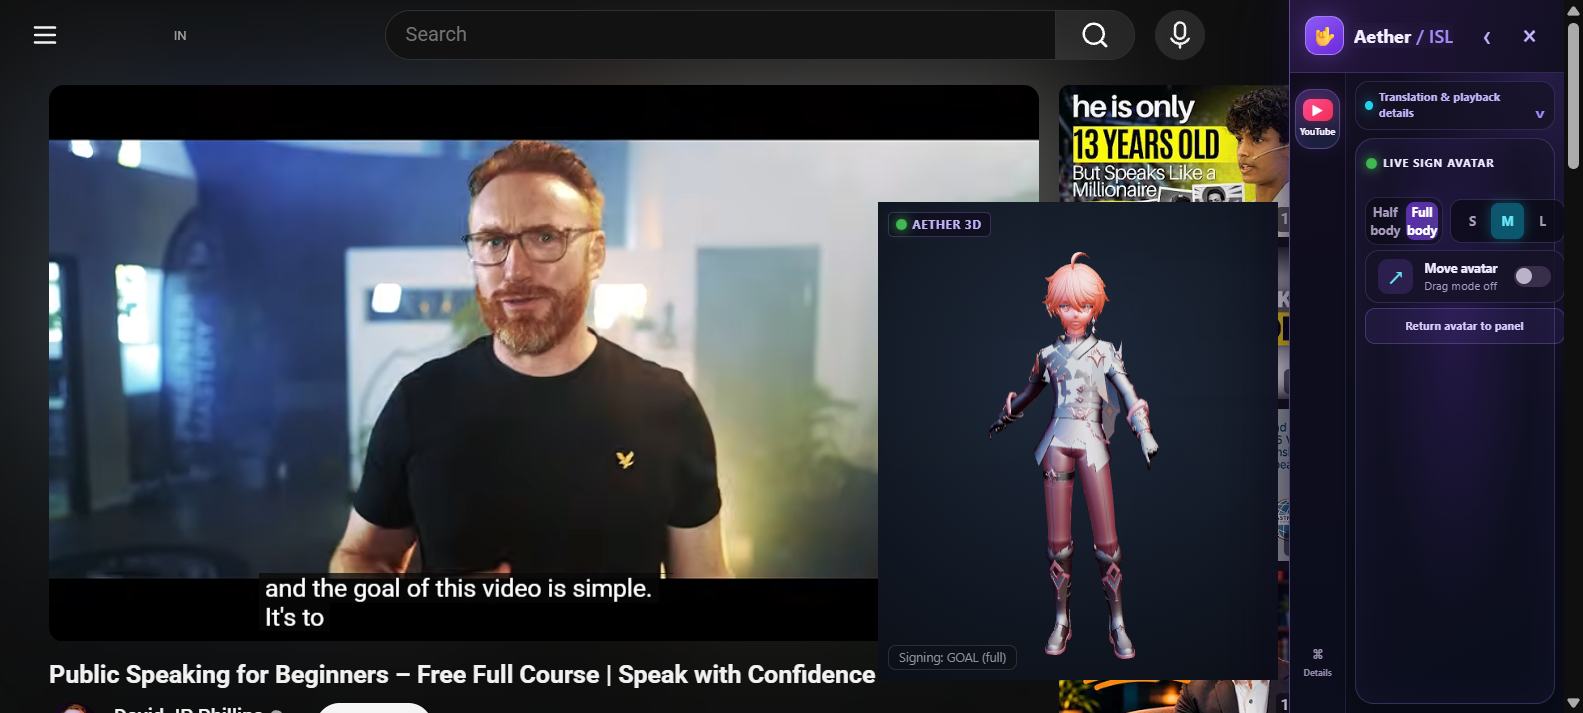 IN
Search
Aether / ISL
YouTube
Translation & playback
details
LIVE SIGN AVATAR
Half
body
Full
body
S
M
L
Move avatar
Drag mode off
Return avatar to panel
Details
he is only
13 YEARS OLD
But Speaks Like a
Millionaire
AETHER 3D
Signing: GOAL (full)
and the goal of this video is simple.
It's to
Public Speaking for Beginners – Free Full Course | Speak with Confidence